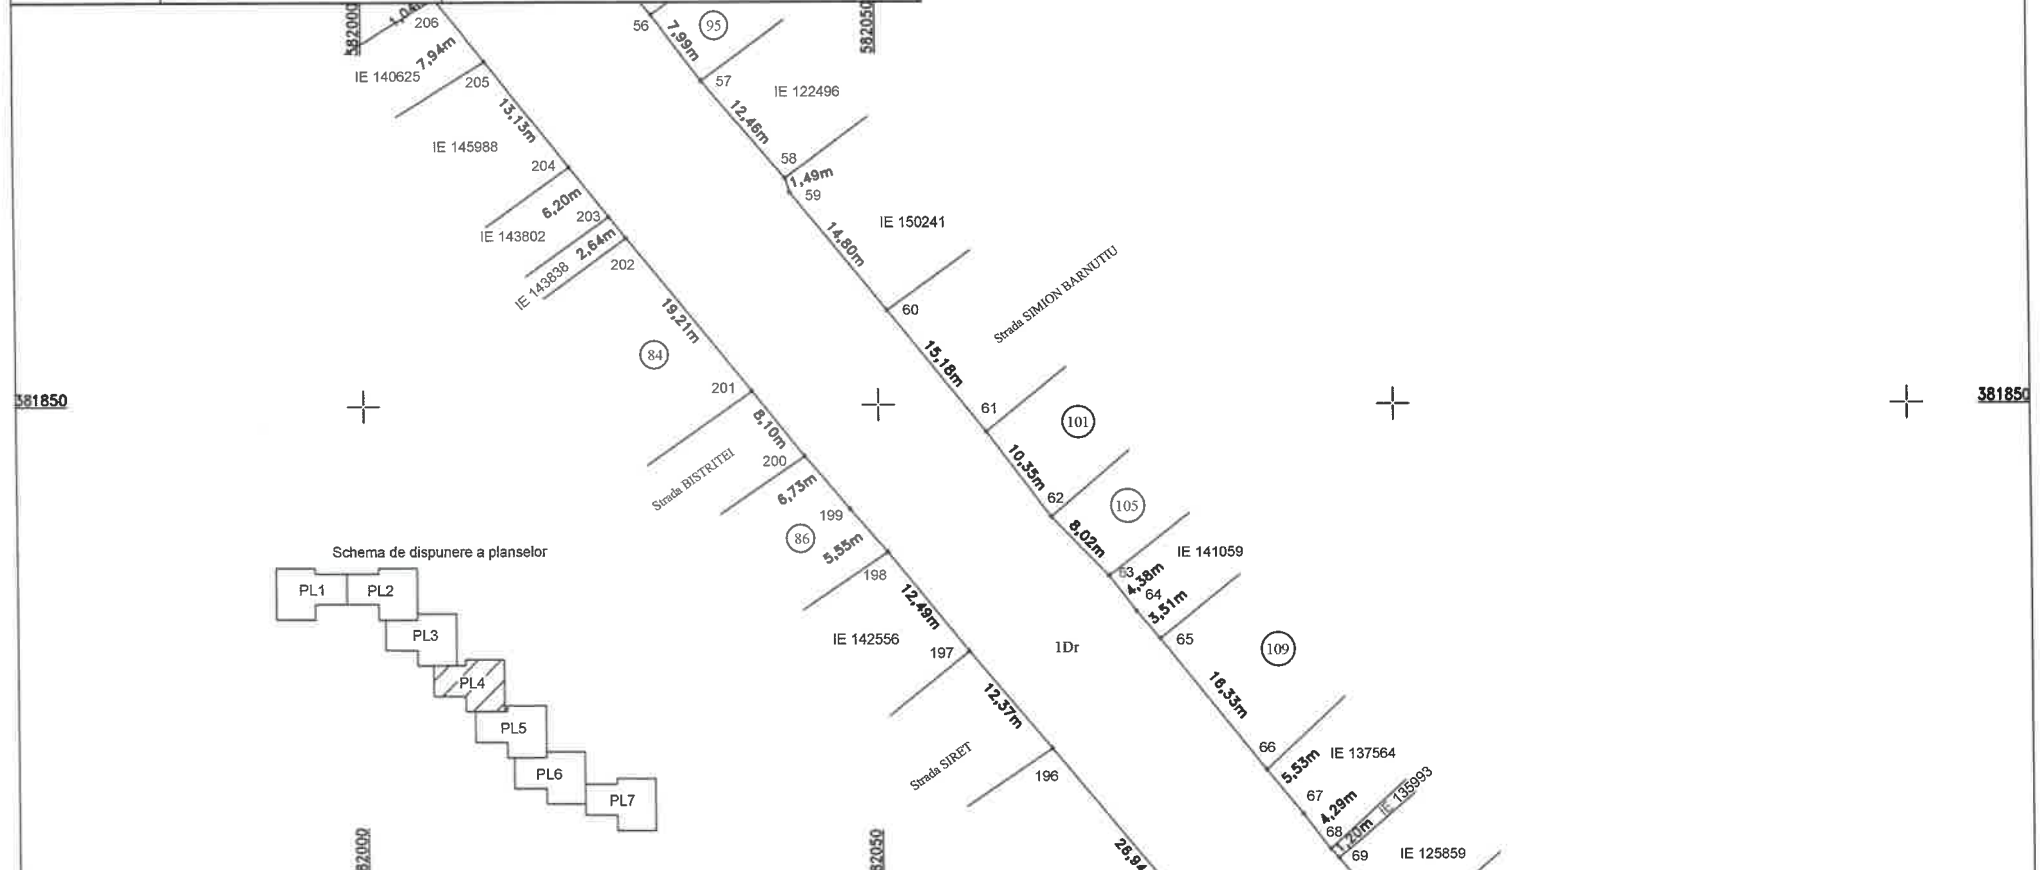 582000
582050
206
7,94m
IE 140625
205
13,13m
IE 145988
204
6,20m
203
IE 143802
2,64m
202
IE 143838
19,21m
84
201
8,10m
200
Strada BISTRITEI
6,73m
199
86
5,55m
198
12,49m
IE 142556
197
12,37m
Strada SIRET
196
56
95
7,99m
57
IE 122496
12,46m
58
1,49m
59
IE 150241
14,80m
60
Strada SIMION BARNUTIU
15,18m
61
101
10,35m
62
105
8,02m
IE 141059
63
4,38m
64
3,51m
65
109
1Dr
16,33m
66
IE 137564
5,53m
67
4,29m
IE 135993
68
1,20m
69
IE 125859
381850
381850
Schema de dispunere a planselor
PL1
PL2
PL3
PL4
PL5
PL6
PL7
582000
582050